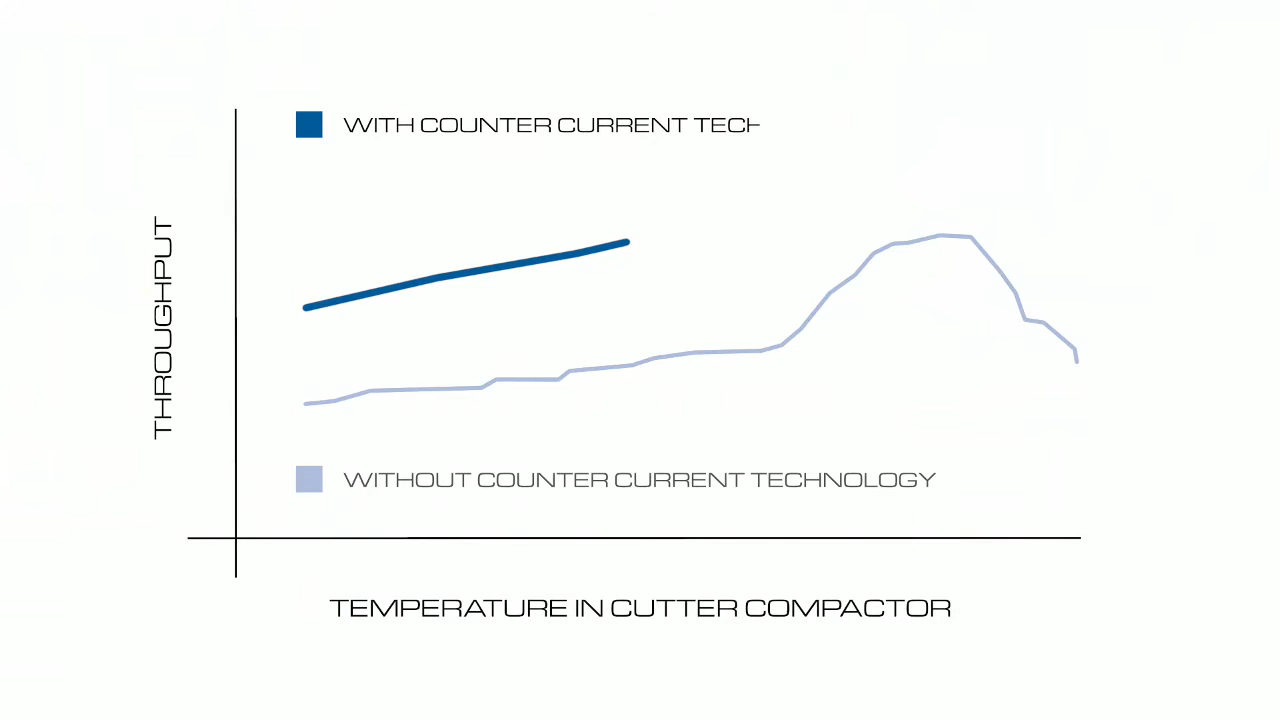 WITH COUNTER CURRENT TECH
THROUGHPUT
WITHOUT COUNTER CURRENT TECHNOLOGY
TEMPERATURE IN CUTTER COMPACTOR